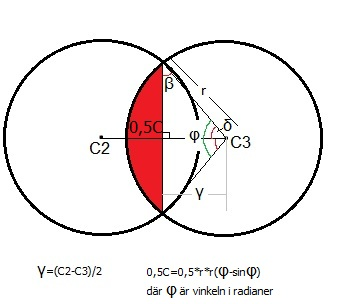 r
β
0,5C
φ
δ
C2
C3
γ
γ=(C2-C3)/2
0,5C=0,5*r*r(φ-sinφ)
där φ är vinkeln i radianer